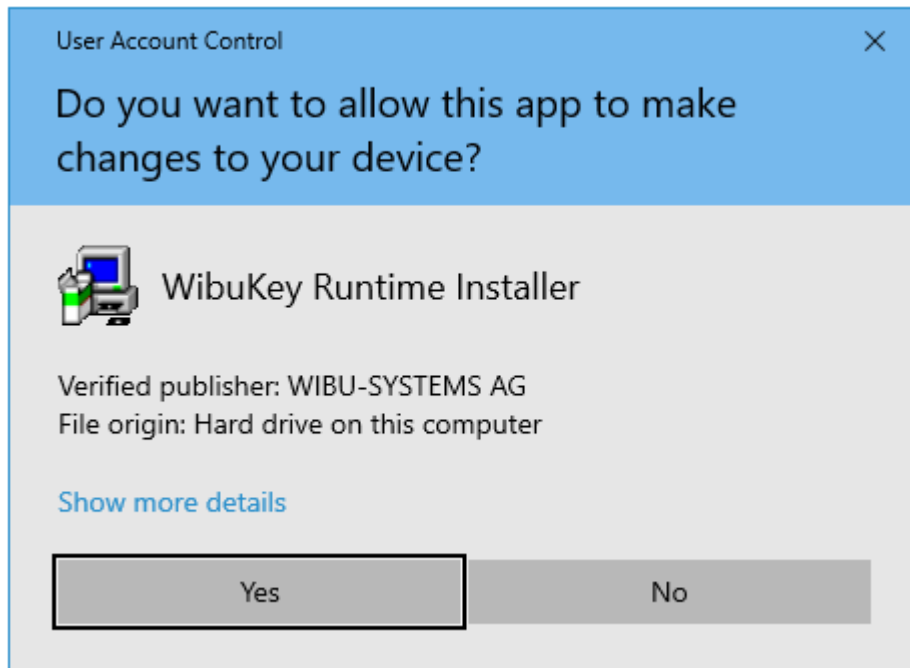 User Account Control
Do you want to allow this app to make
changes to your device?
WibuKey Runtime Installer
Verified publisher: WIBU-SYSTEMS AG
File origin: Hard drive on this computer
Show more details
Yes
No